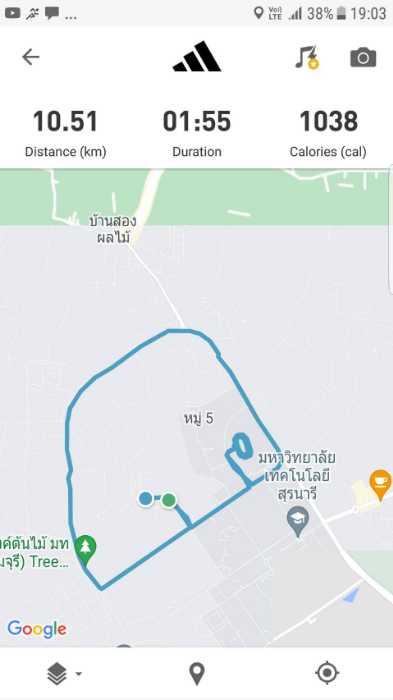 ... Vo)) LTE 38% 19:03
10.51 01:55 1038
Distance (km) Duration Calories (cal)
บ้านสอง
ผลไม้
หมู่ 5
มหาวิทยาลัย
เทคโนโลยี
สุรนารี
ค์ต้นไม้ มท
มจุรี) Tree...
Google